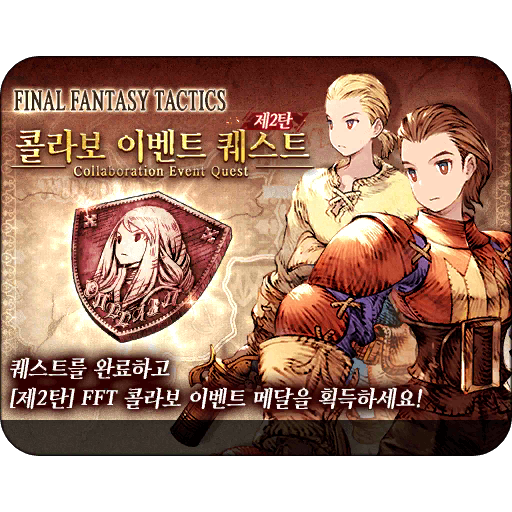 FINAL FANTASY TACTICS
제2탄
콜라보 이벤트 퀘스트
Collaboration Event Quest
퀘스트를 완료하고
[제2탄] FFT 콜라보 이벤트 메달을 획득하세요!